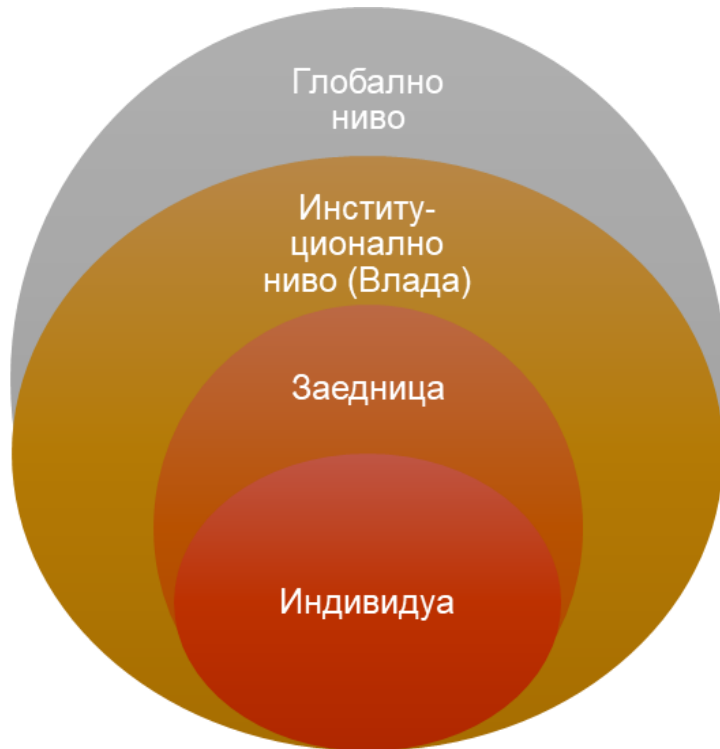 Глобално
ниво
Институ-
ционално
ниво (Влада)
Заедница
Индивидуа